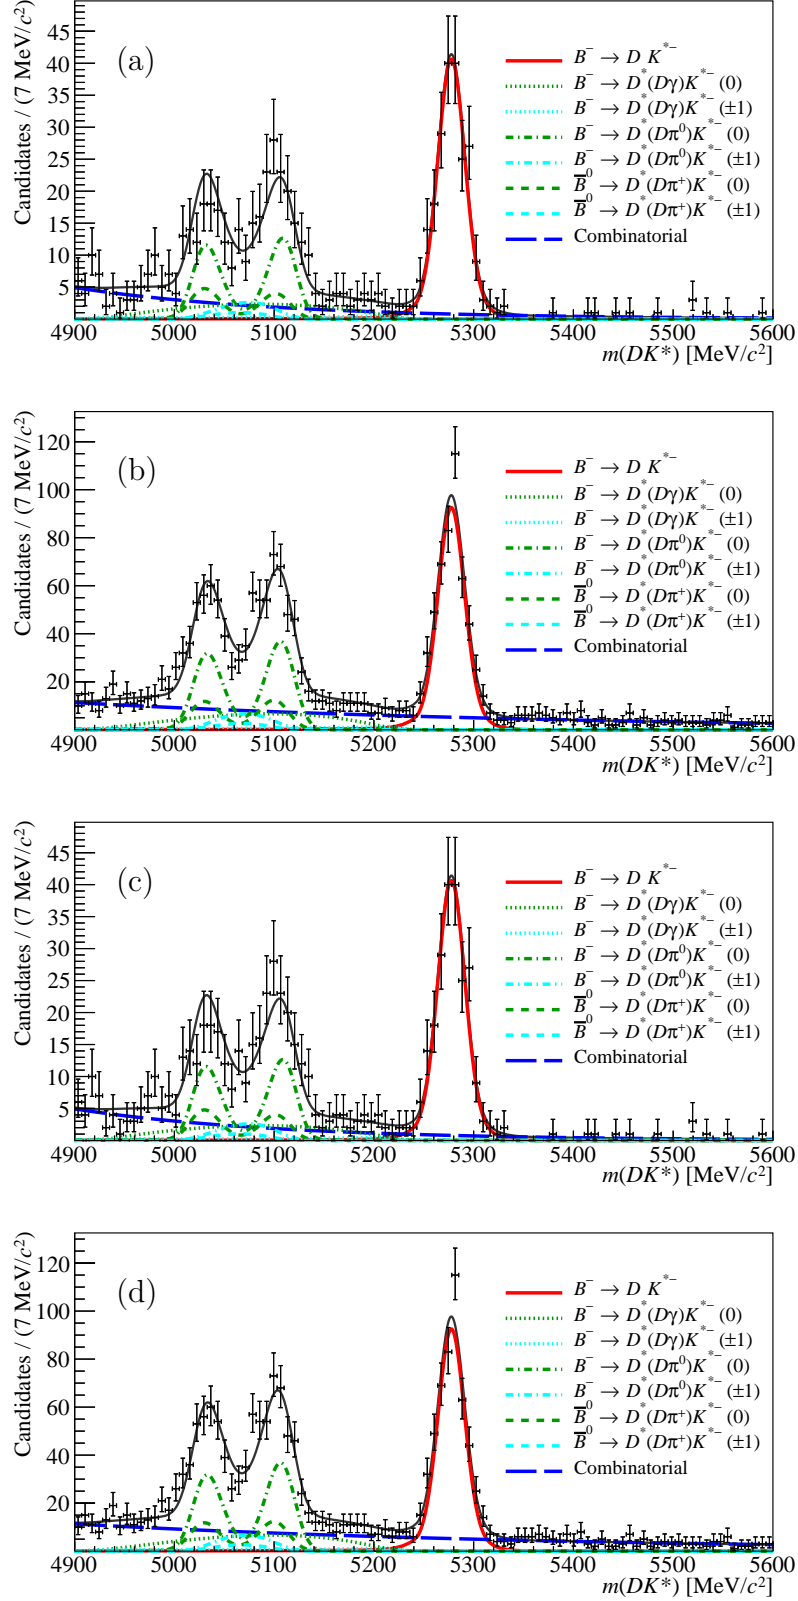 Candidates / (7 MeV/c²)
45
40
35
30
25
20
15
10
5
(a)
B⁻ → D K*⁻
B⁻ → D*(Dγ)K*⁻ (0)
B⁻ → D*(Dγ)K*⁻ (±1)
B⁻ → D*(Dπ⁰)K*⁻ (0)
B⁻ → D*(Dπ⁰)K*⁻ (±1)
B̅⁰ → D*(Dπ⁺)K*⁻ (0)
B̅⁰ → D*(Dπ⁺)K*⁻ (±1)
Combinatorial
4900 5000 5100 5200 5300 5400 5500 5600
m(DK*) [MeV/c²]
Candidates / (7 MeV/c²)
120
100
80
60
40
20
(b)
B⁻ → D K*⁻
B⁻ → D*(Dγ)K*⁻ (0)
B⁻ → D*(Dγ)K*⁻ (±1)
B⁻ → D*(Dπ⁰)K*⁻ (0)
B⁻ → D*(Dπ⁰)K*⁻ (±1)
B̅⁰ → D*(Dπ⁺)K*⁻ (0)
B̅⁰ → D*(Dπ⁺)K*⁻ (±1)
Combinatorial
4900 5000 5100 5200 5300 5400 5500 5600
m(DK*) [MeV/c²]
Candidates / (7 MeV/c²)
45
40
35
30
25
20
15
10
5
(c)
B⁻ → D K*⁻
B⁻ → D*(Dγ)K*⁻ (0)
B⁻ → D*(Dγ)K*⁻ (±1)
B⁻ → D*(Dπ⁰)K*⁻ (0)
B⁻ → D*(Dπ⁰)K*⁻ (±1)
B̅⁰ → D*(Dπ⁺)K*⁻ (0)
B̅⁰ → D*(Dπ⁺)K*⁻ (±1)
Combinatorial
4900 5000 5100 5200 5300 5400 5500 5600
m(DK*) [MeV/c²]
Candidates / (7 MeV/c²)
120
100
80
60
40
20
(d)
B⁻ → D K*⁻
B⁻ → D*(Dγ)K*⁻ (0)
B⁻ → D*(Dγ)K*⁻ (±1)
B⁻ → D*(Dπ⁰)K*⁻ (0)
B⁻ → D*(Dπ⁰)K*⁻ (±1)
B̅⁰ → D*(Dπ⁺)K*⁻ (0)
B̅⁰ → D*(Dπ⁺)K*⁻ (±1)
Combinatorial
4900 5000 5100 5200 5300 5400 5500 5600
m(DK*) [MeV/c²]